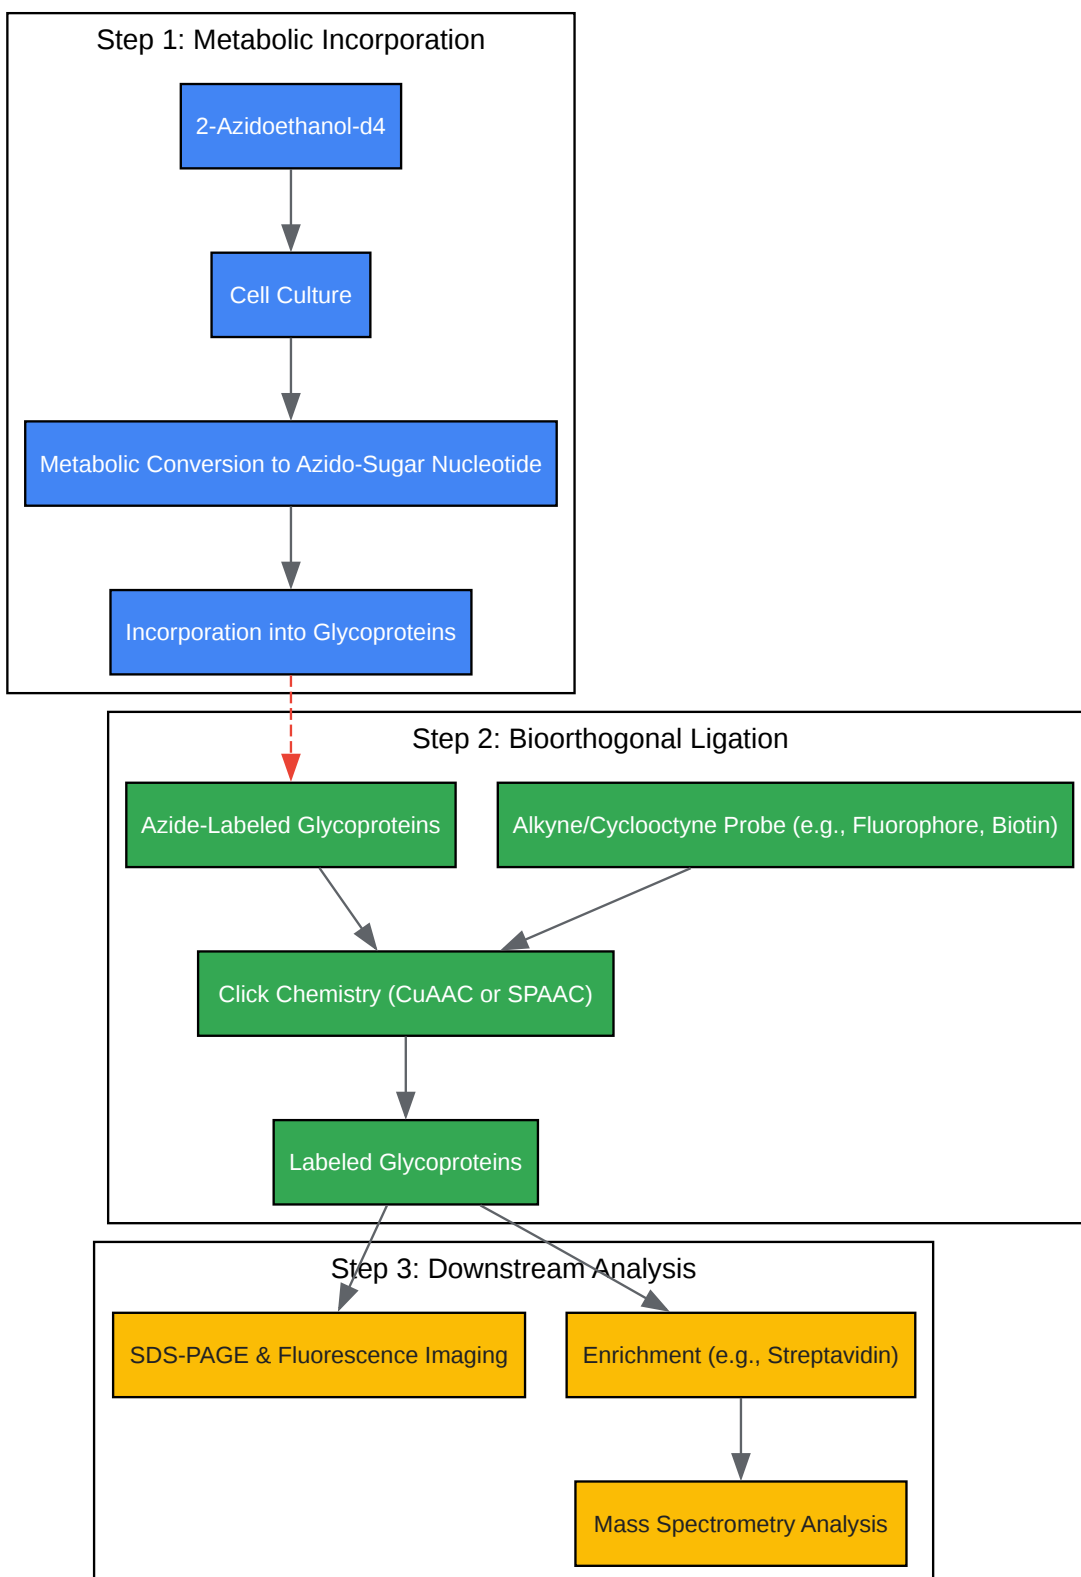 Step 1: Metabolic Incorporation
2-Azidoethanol-d4
Cell Culture
Metabolic Conversion to Azido-Sugar Nucleotide
Incorporation into Glycoproteins
Step 2: Bioorthogonal Ligation
Azide-Labeled Glycoproteins
Alkyne/Cyclooctyne Probe (e.g., Fluorophore, Biotin)
Click Chemistry (CuAAC or SPAAC)
Labeled Glycoproteins
Step 3: Downstream Analysis
SDS-PAGE & Fluorescence Imaging
Enrichment (e.g., Streptavidin)
Mass Spectrometry Analysis